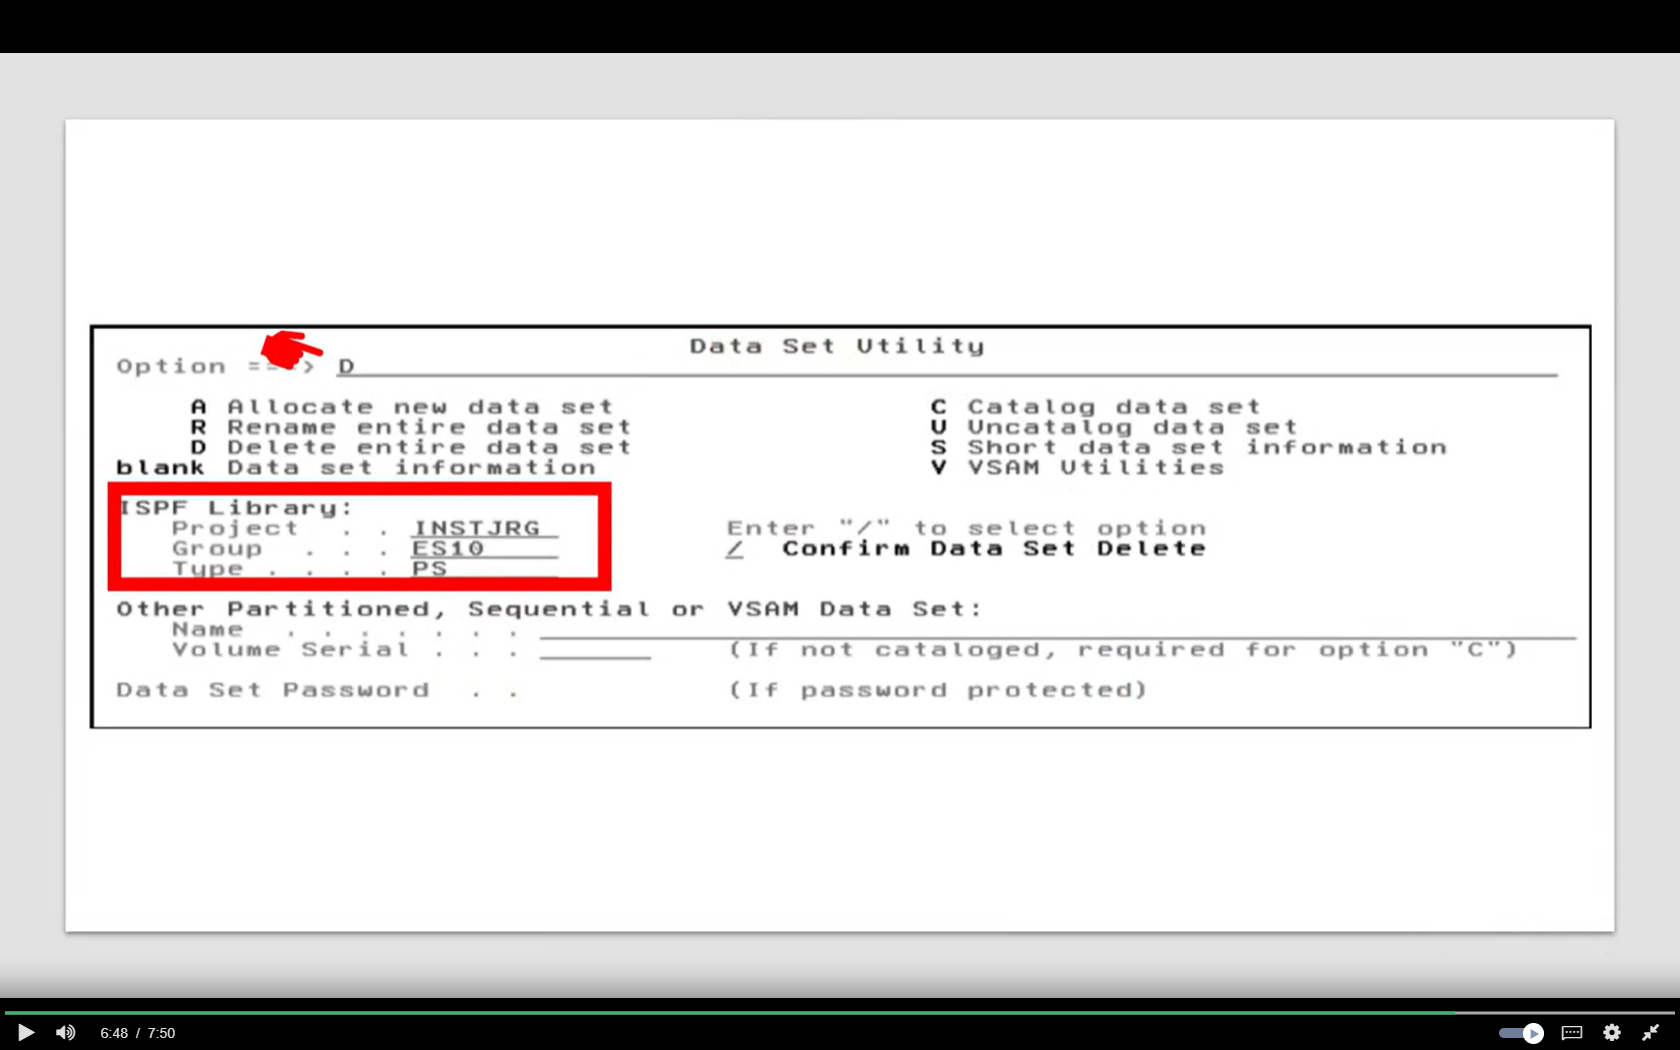 Data Set Utility
Option ===> D
A Allocate new data set
R Rename entire data set
D Delete entire data set
blank Data set information
C Catalog data set
U Uncatalog data set
S Short data set information
V VSAM Utilities
ISPF Library:
Project . . INSTJRG
Group . . . ES10
Type . . . . PS
Enter "/" to select option
/ Confirm Data Set Delete
Other Partitioned, Sequential or VSAM Data Set:
Name . . . . . . .
Volume Serial . . . (If not cataloged, required for option "C")
Data Set Password . . (If password protected)
6:48 / 7:50